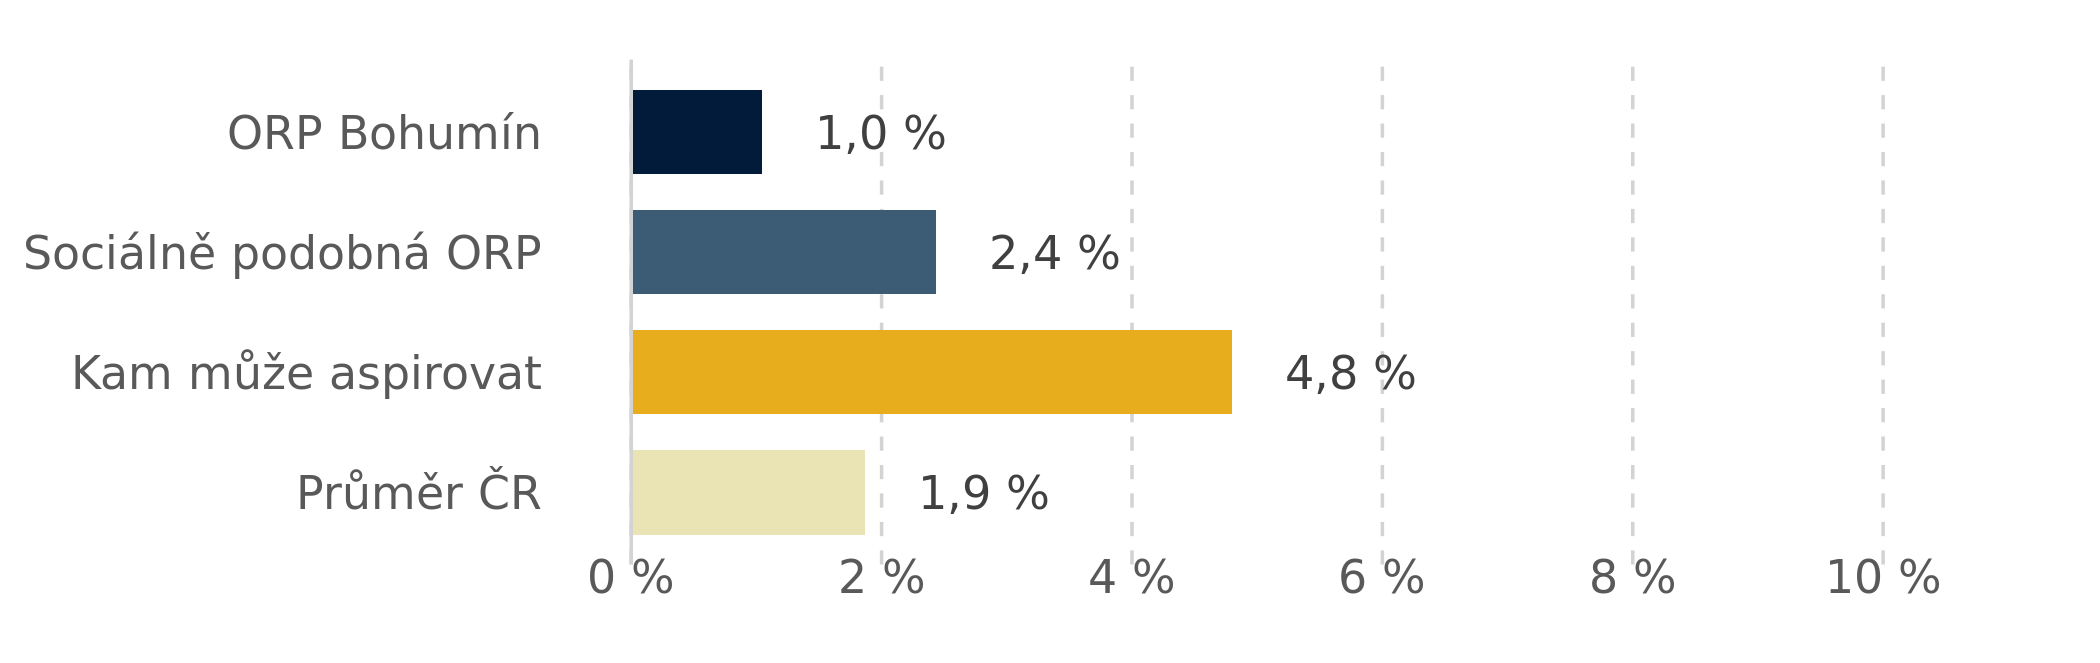 ORP Bohumín 1,0 %
Sociálně podobná ORP 2,4 %
Kam může aspirovat 4,8 %
Průměr ČR 1,9 %
0 % 2 % 4 % 6 % 8 % 10 %